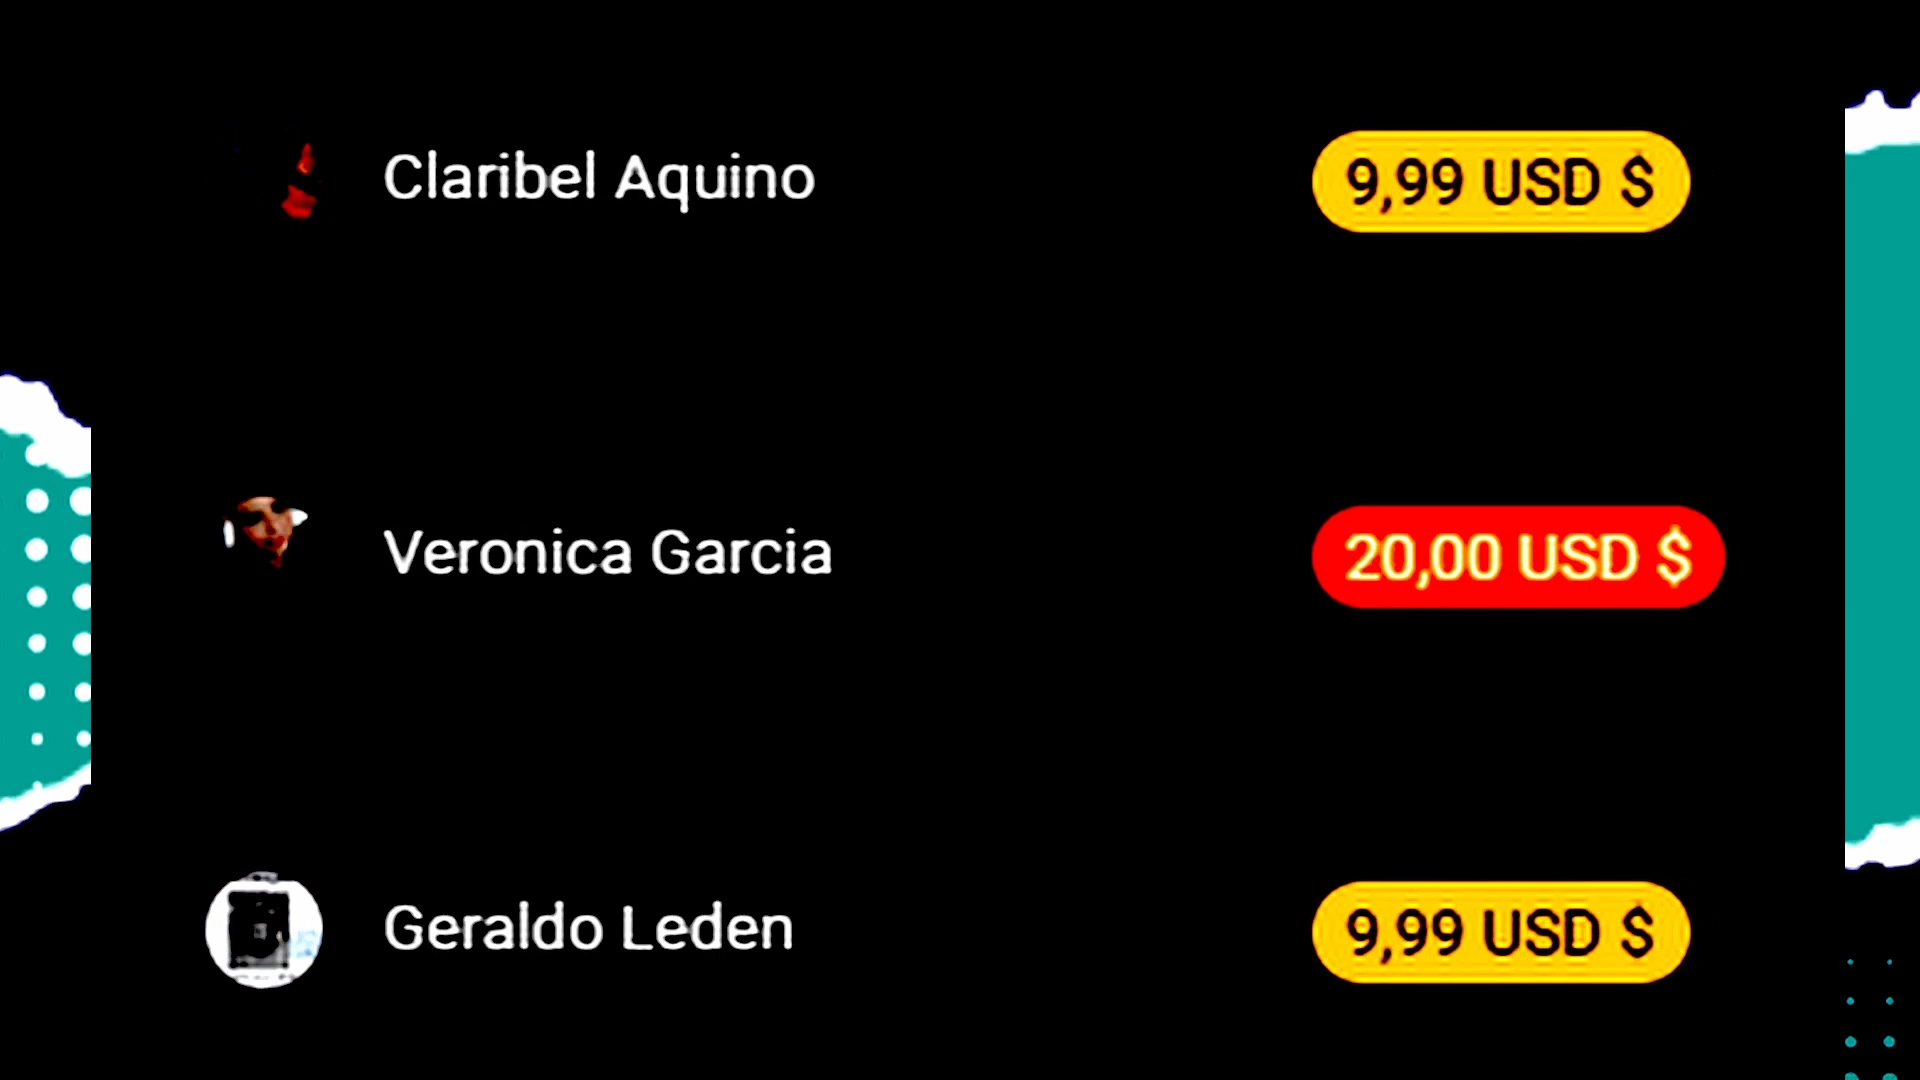 Claribel Aquino 9,99 USD $
Veronica Garcia 20,00 USD $
Geraldo Leden 9,99 USD $